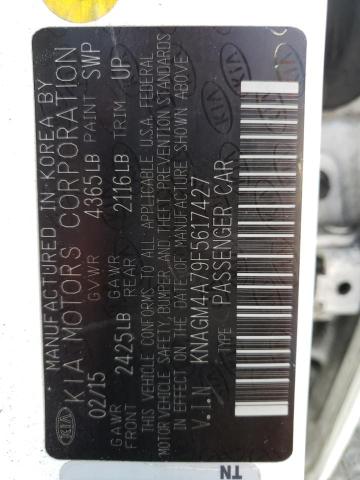 MANUFACTURED IN KOREA BY
KIA MOTORS CORPORATION
02/15 GVWR 4365LB PAINT SWP
GAWR FRONT 2425LB GAWR REAR 2116LB TRIM UP
THIS VEHICLE CONFORMS TO ALL APPLICABLE U.S.A. FEDERAL
MOTOR VEHICLE SAFETY, BUMPER, AND THEFT PREVENTION STANDARDS
IN EFFECT ON THE DATE OF MANUFACTURE SHOWN ABOVE
V.I.N KNAGM4A79F5617427
TYPE: PASSENGER CAR
KIA
TN